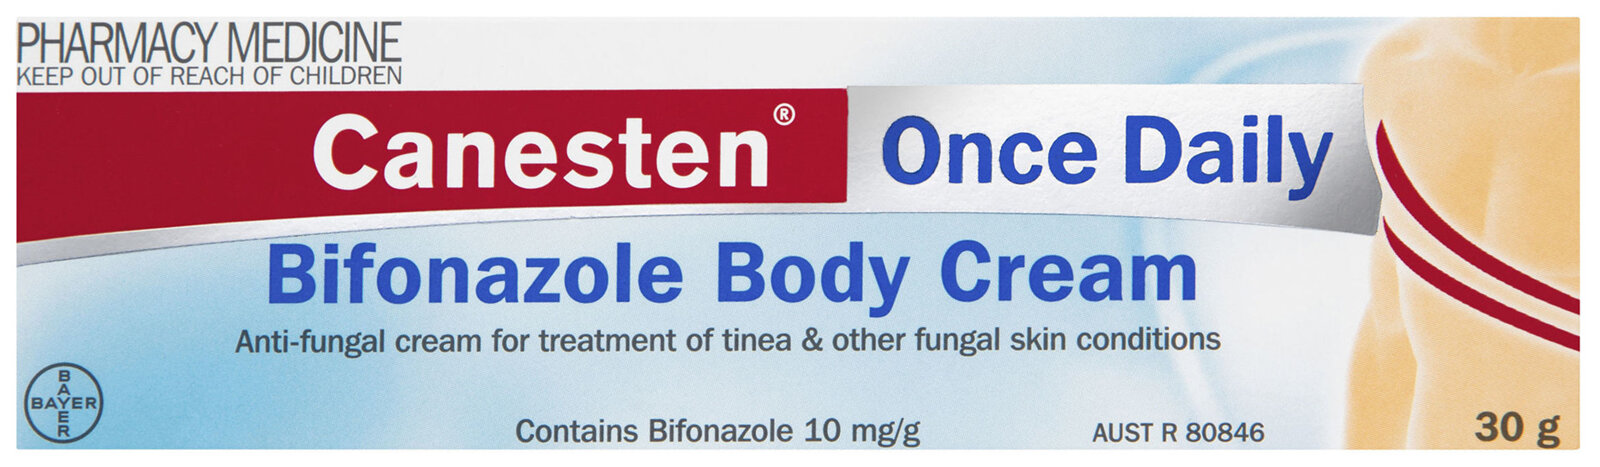 PHARMACY MEDICINE
KEEP OUT OF REACH OF CHILDREN
Canesten® Once Daily
Bifonazole Body Cream
Anti-fungal cream for treatment of tinea & other fungal skin conditions
BAYER
BAYER
Contains Bifonazole 10 mg/g
AUST R 80846
30 g